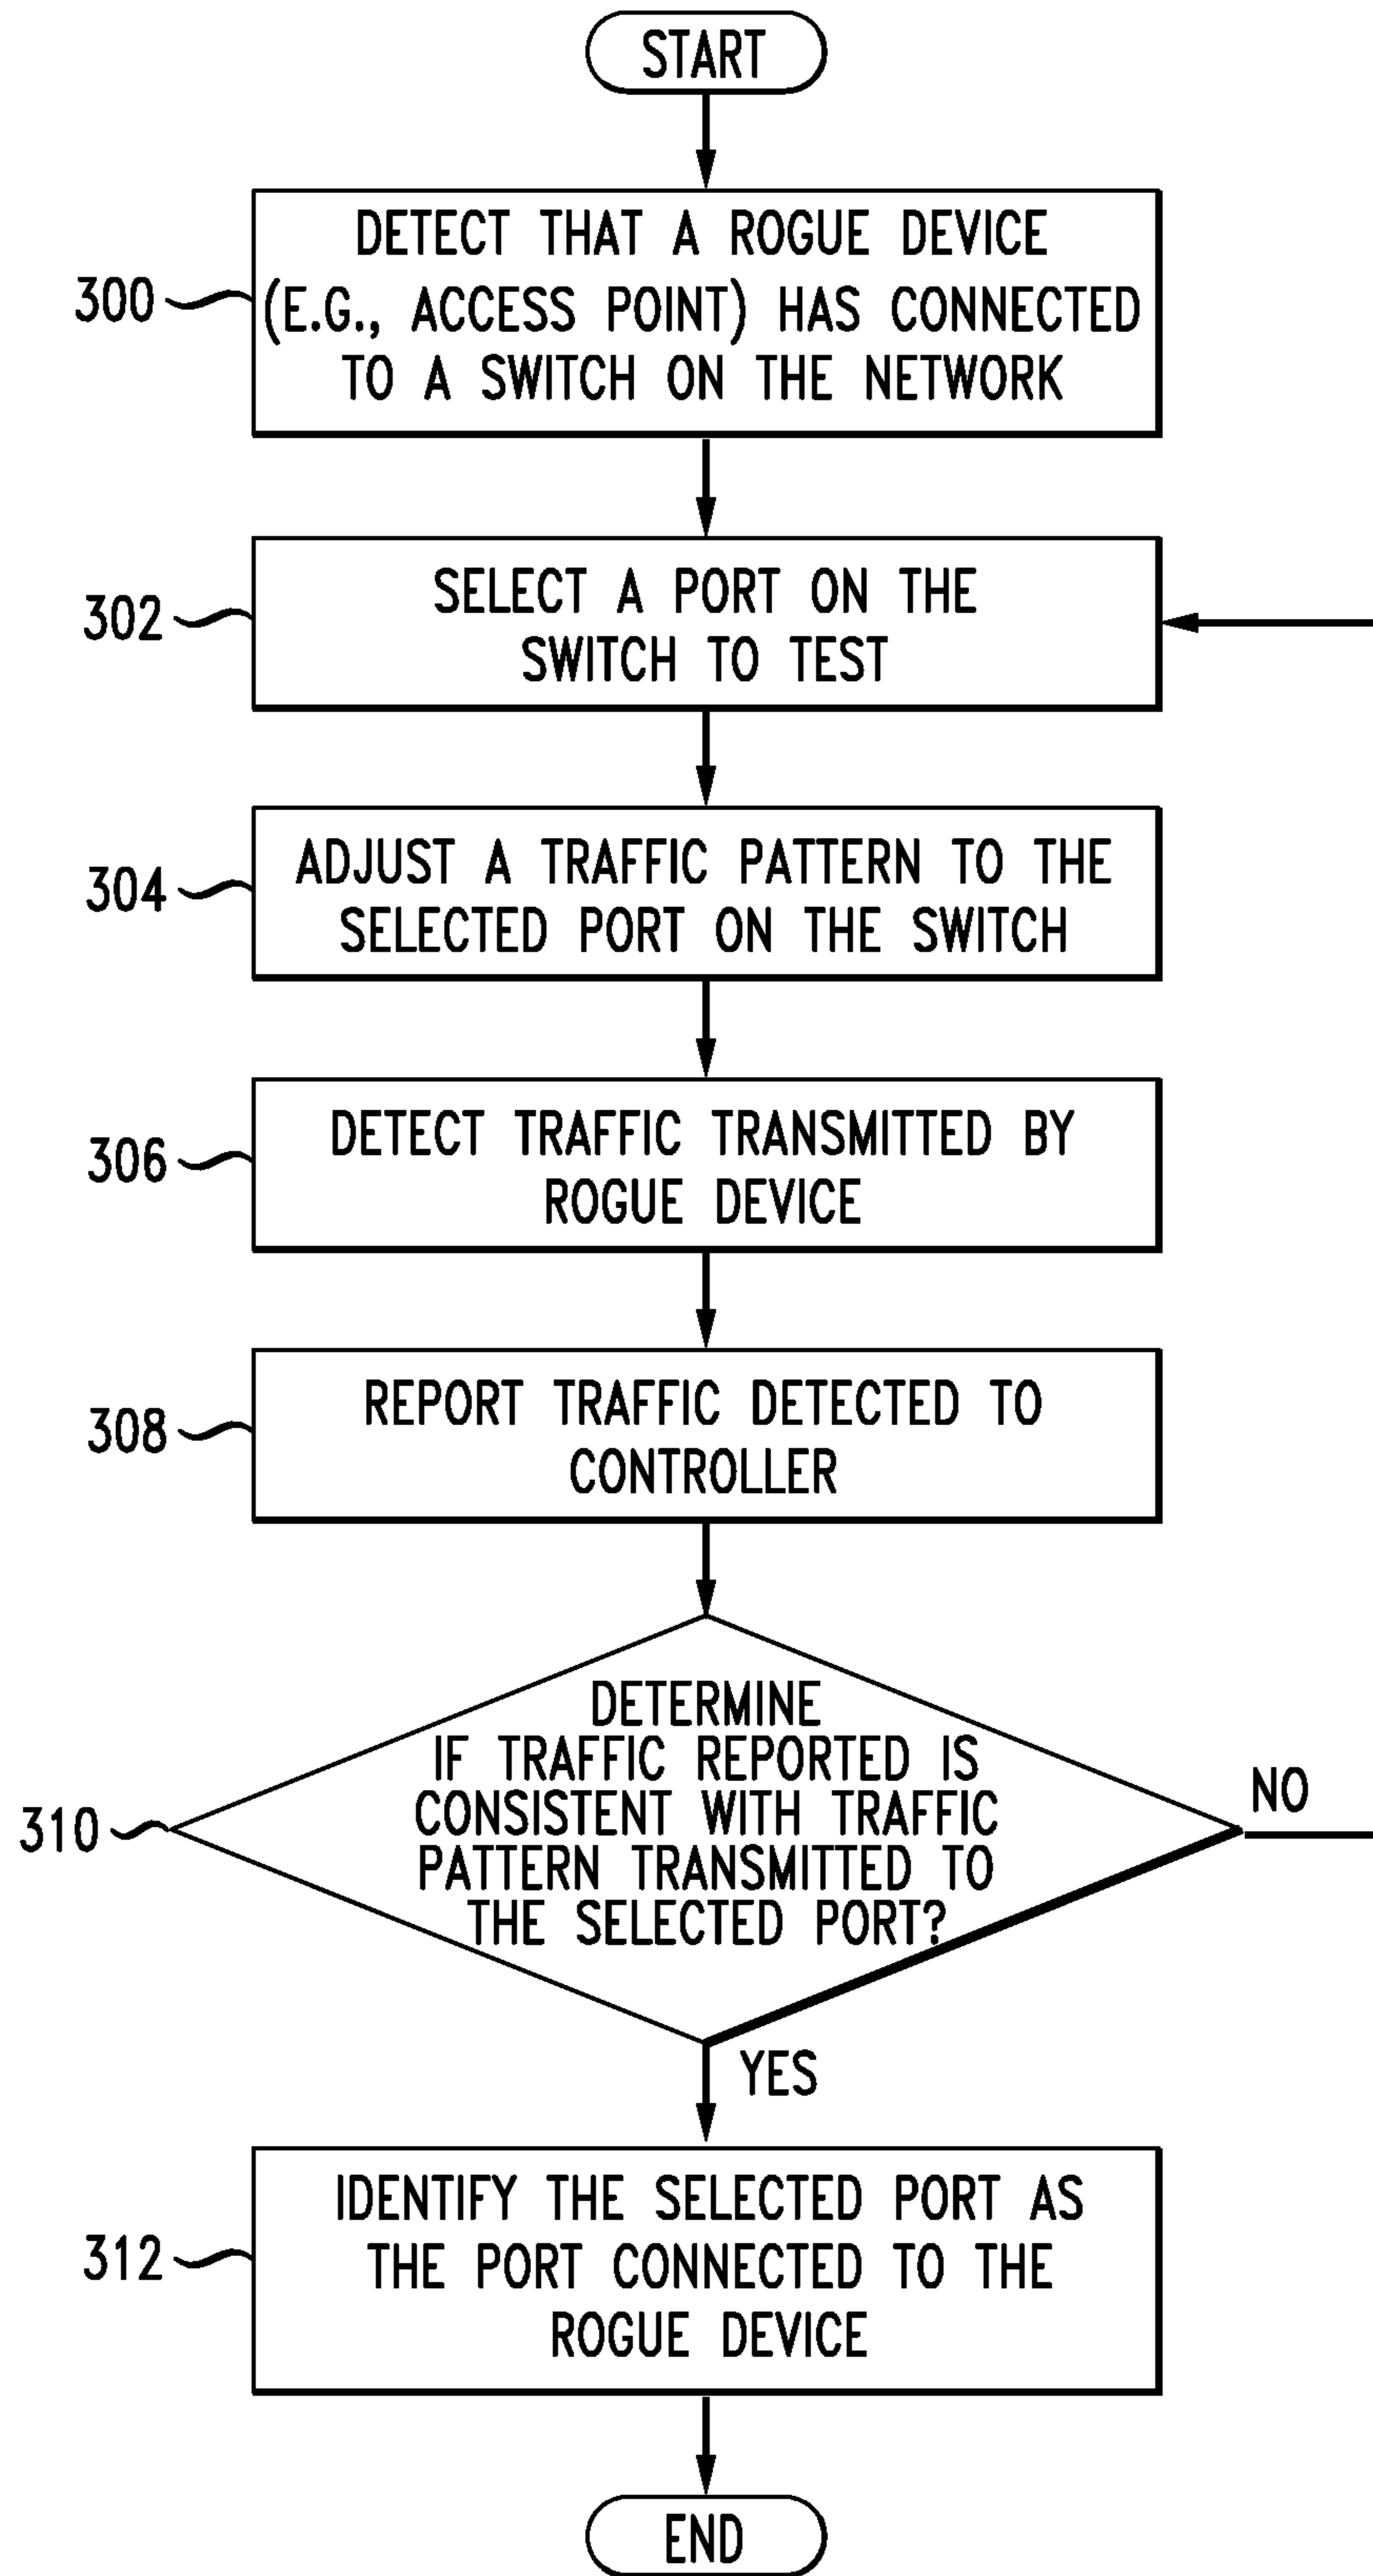 START
300
DETECT THAT A ROGUE DEVICE
(E.G., ACCESS POINT) HAS CONNECTED
TO A SWITCH ON THE NETWORK
302
SELECT A PORT ON THE
SWITCH TO TEST
304
ADJUST A TRAFFIC PATTERN TO THE
SELECTED PORT ON THE SWITCH
306
DETECT TRAFFIC TRANSMITTED BY
ROGUE DEVICE
308
REPORT TRAFFIC DETECTED TO
CONTROLLER
310
DETERMINE
IF TRAFFIC REPORTED IS
CONSISTENT WITH TRAFFIC
PATTERN TRANSMITTED TO
THE SELECTED PORT?
NO
YES
312
IDENTIFY THE SELECTED PORT AS
THE PORT CONNECTED TO THE
ROGUE DEVICE
END